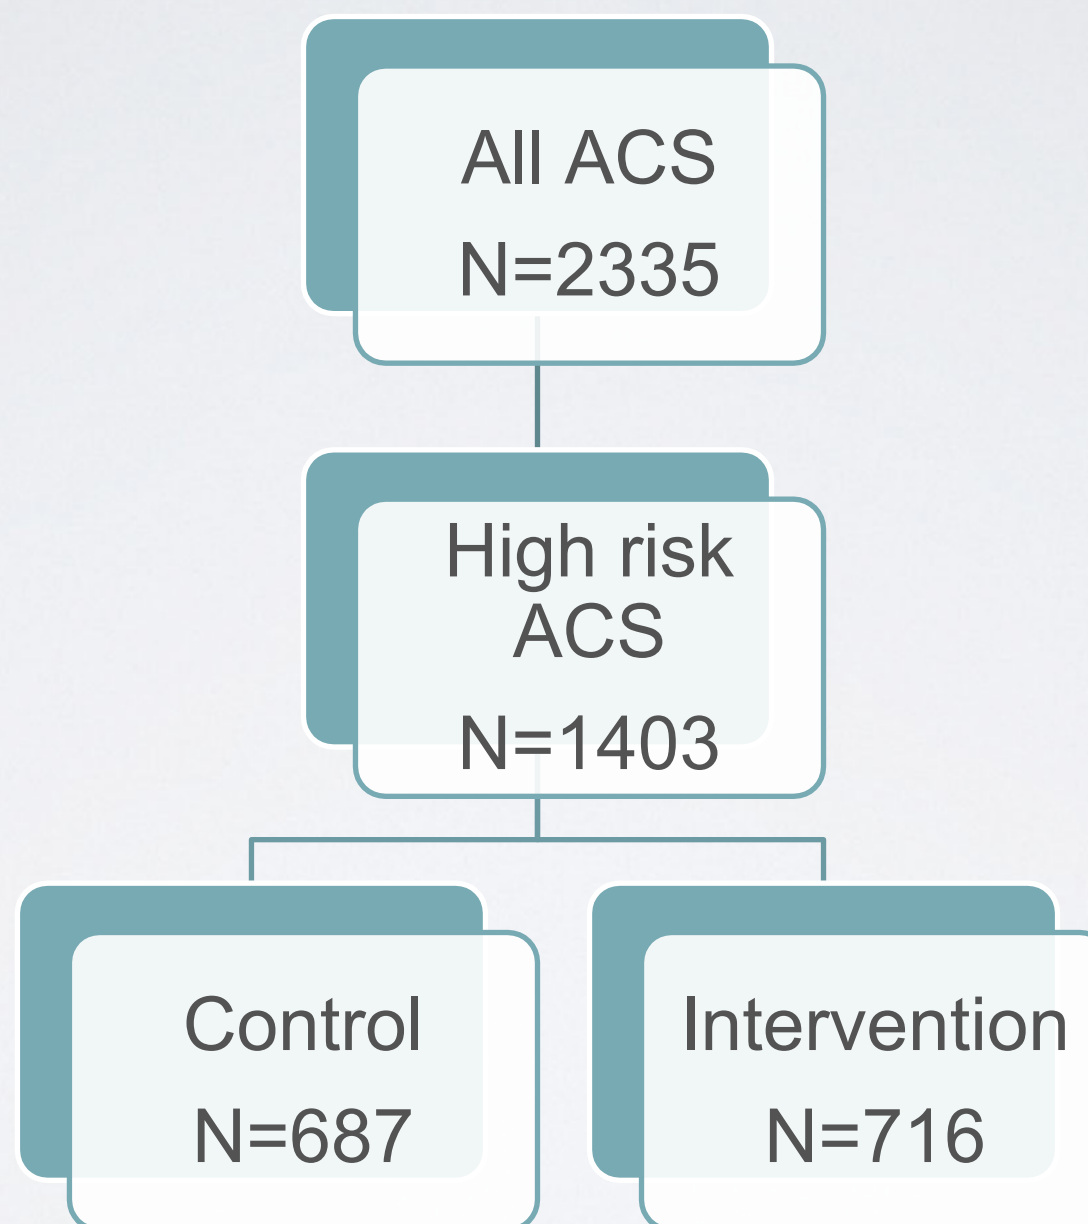 All ACS
N=2335
High risk
ACS
N=1403
Control
N=687
Intervention
N=716